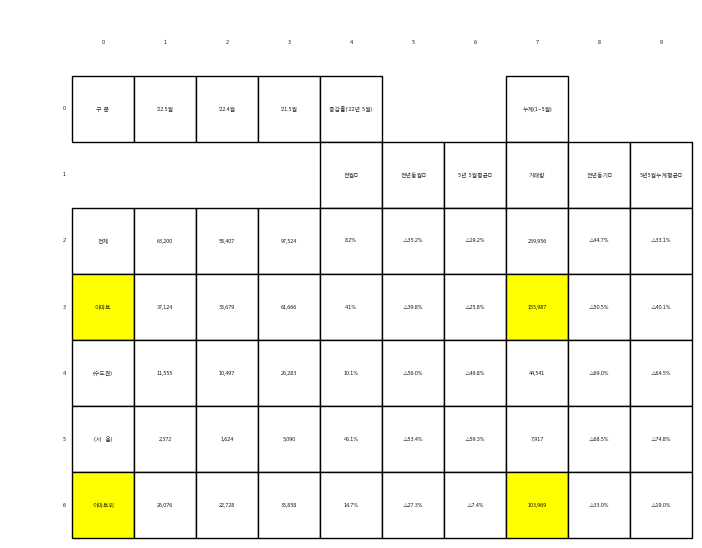 0 1 2 3 4 5 6 7 8 9
0 구 분 '22.5월 '22.4월 '21.5월 증감률('22년 5월) 누계(1~5월)
1 전월□ 전년동월□ 5년 5월평균□ 거래량 전년동기□ 5년5월누계평균□
2 전체 63,200 58,407 97,524 8.2% △35.2% △19.2% 259,956 △44.7% △33.1%
3 아파트 37,124 35,679 61,666 4.1% △39.8% △25.8% 155,987 △50.5% △40.1%
4 (수도권) 11,555 10,497 26,283 10.1% △56.0% △49.8% 44,541 △69.0% △64.5%
5 (서 울) 2,372 1,624 5,090 46.1% △53.4% △59.3% 7,917 △68.5% △74.8%
6 아파트외 26,076 22,728 35,858 14.7% △27.3% △7.4% 103,969 △33.0% △19.0%